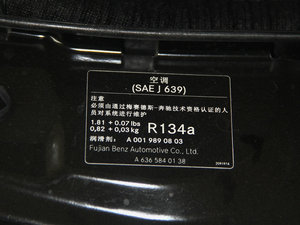 空调
(SAE J 639)
注意
必须由通过梅赛德斯-奔驰技术资格认证的人
员对系统进行维护
1.81 + 0.07 lbs
0,82 + 0,03 kg R134a
润滑剂: A 001 989 08 03
Fujian Benz Automotive Co., Ltd.
A 636 584 01 38